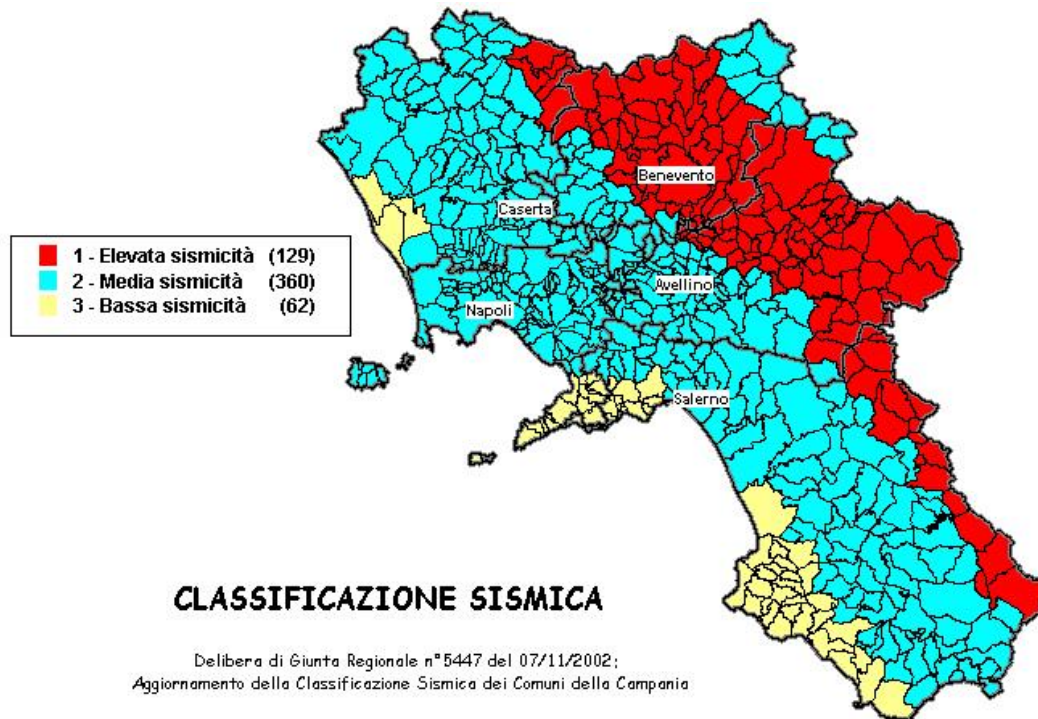 Benevento
Caserta
1 - Elevata sismicità (129)
2 - Media sismicità (360)
3 - Bassa sismicità (62)
Avellino
Napoli
Salerno
CLASSIFICAZIONE SISMICA
Delibera di Giunta Regionale n°5447 del 07/11/2002;
Aggiornamento della Classificazione Sismica dei Comuni della Campania